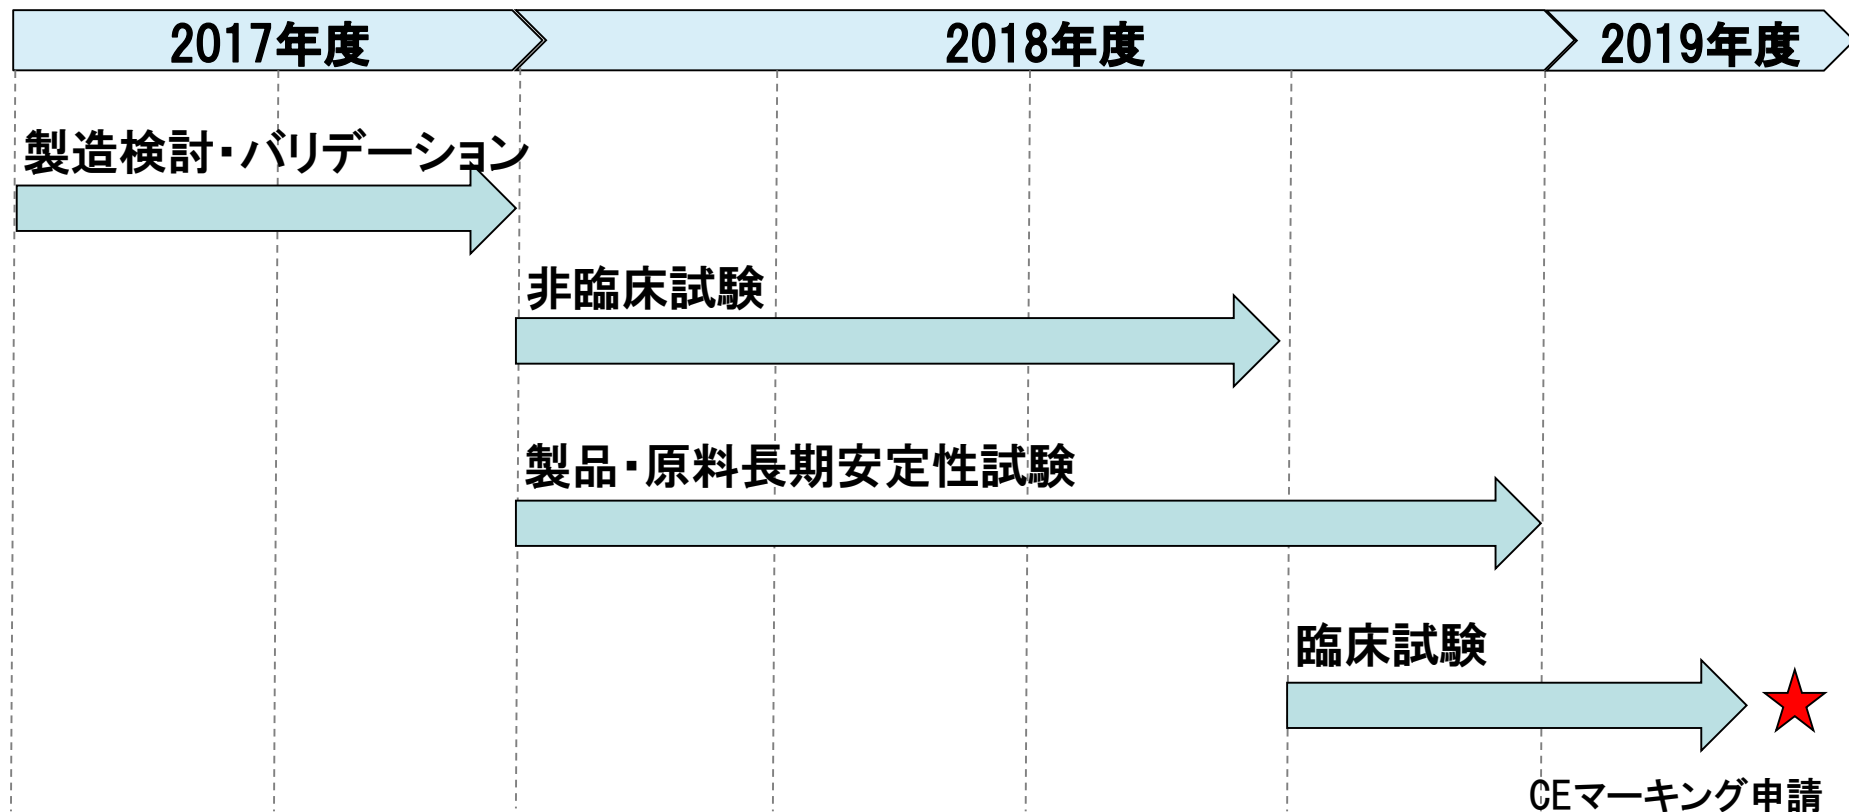 2017年度
2018年度
2019年度
製造検討・バリデーション
非臨床試験
製品・原料長期安定性試験
臨床試験
CEマーキング申請